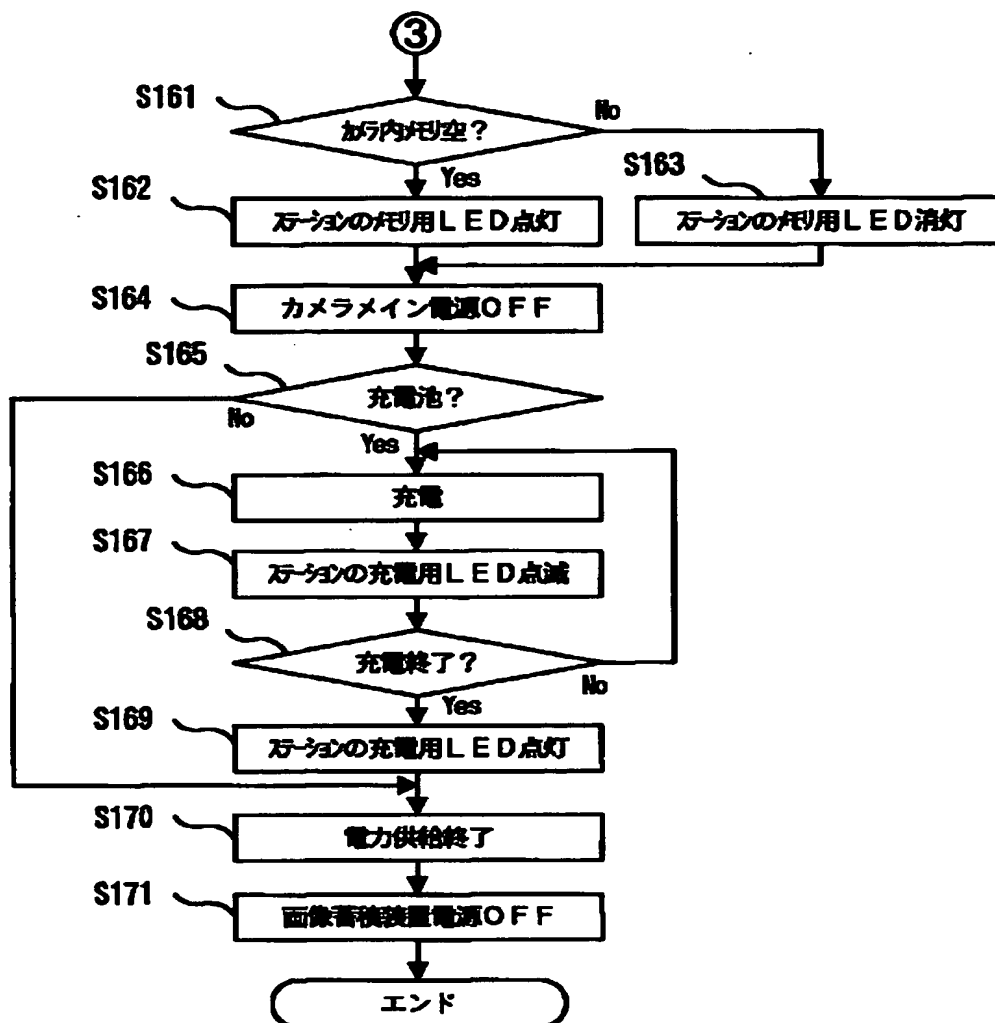 ③
S161
カメラ内メモリ空?
No
Yes
S162
ステーションのメモリ用LED点灯
S163
ステーションのメモリ用LED消灯
S164
カメラメイン電源OFF
S165
充電池?
No
Yes
S166
充電
S167
ステーションの充電用LED点滅
S168
充電終了?
No
Yes
S169
ステーションの充電用LED点灯
S170
電力供給終了
S171
画像蓄積装置電源OFF
エンド